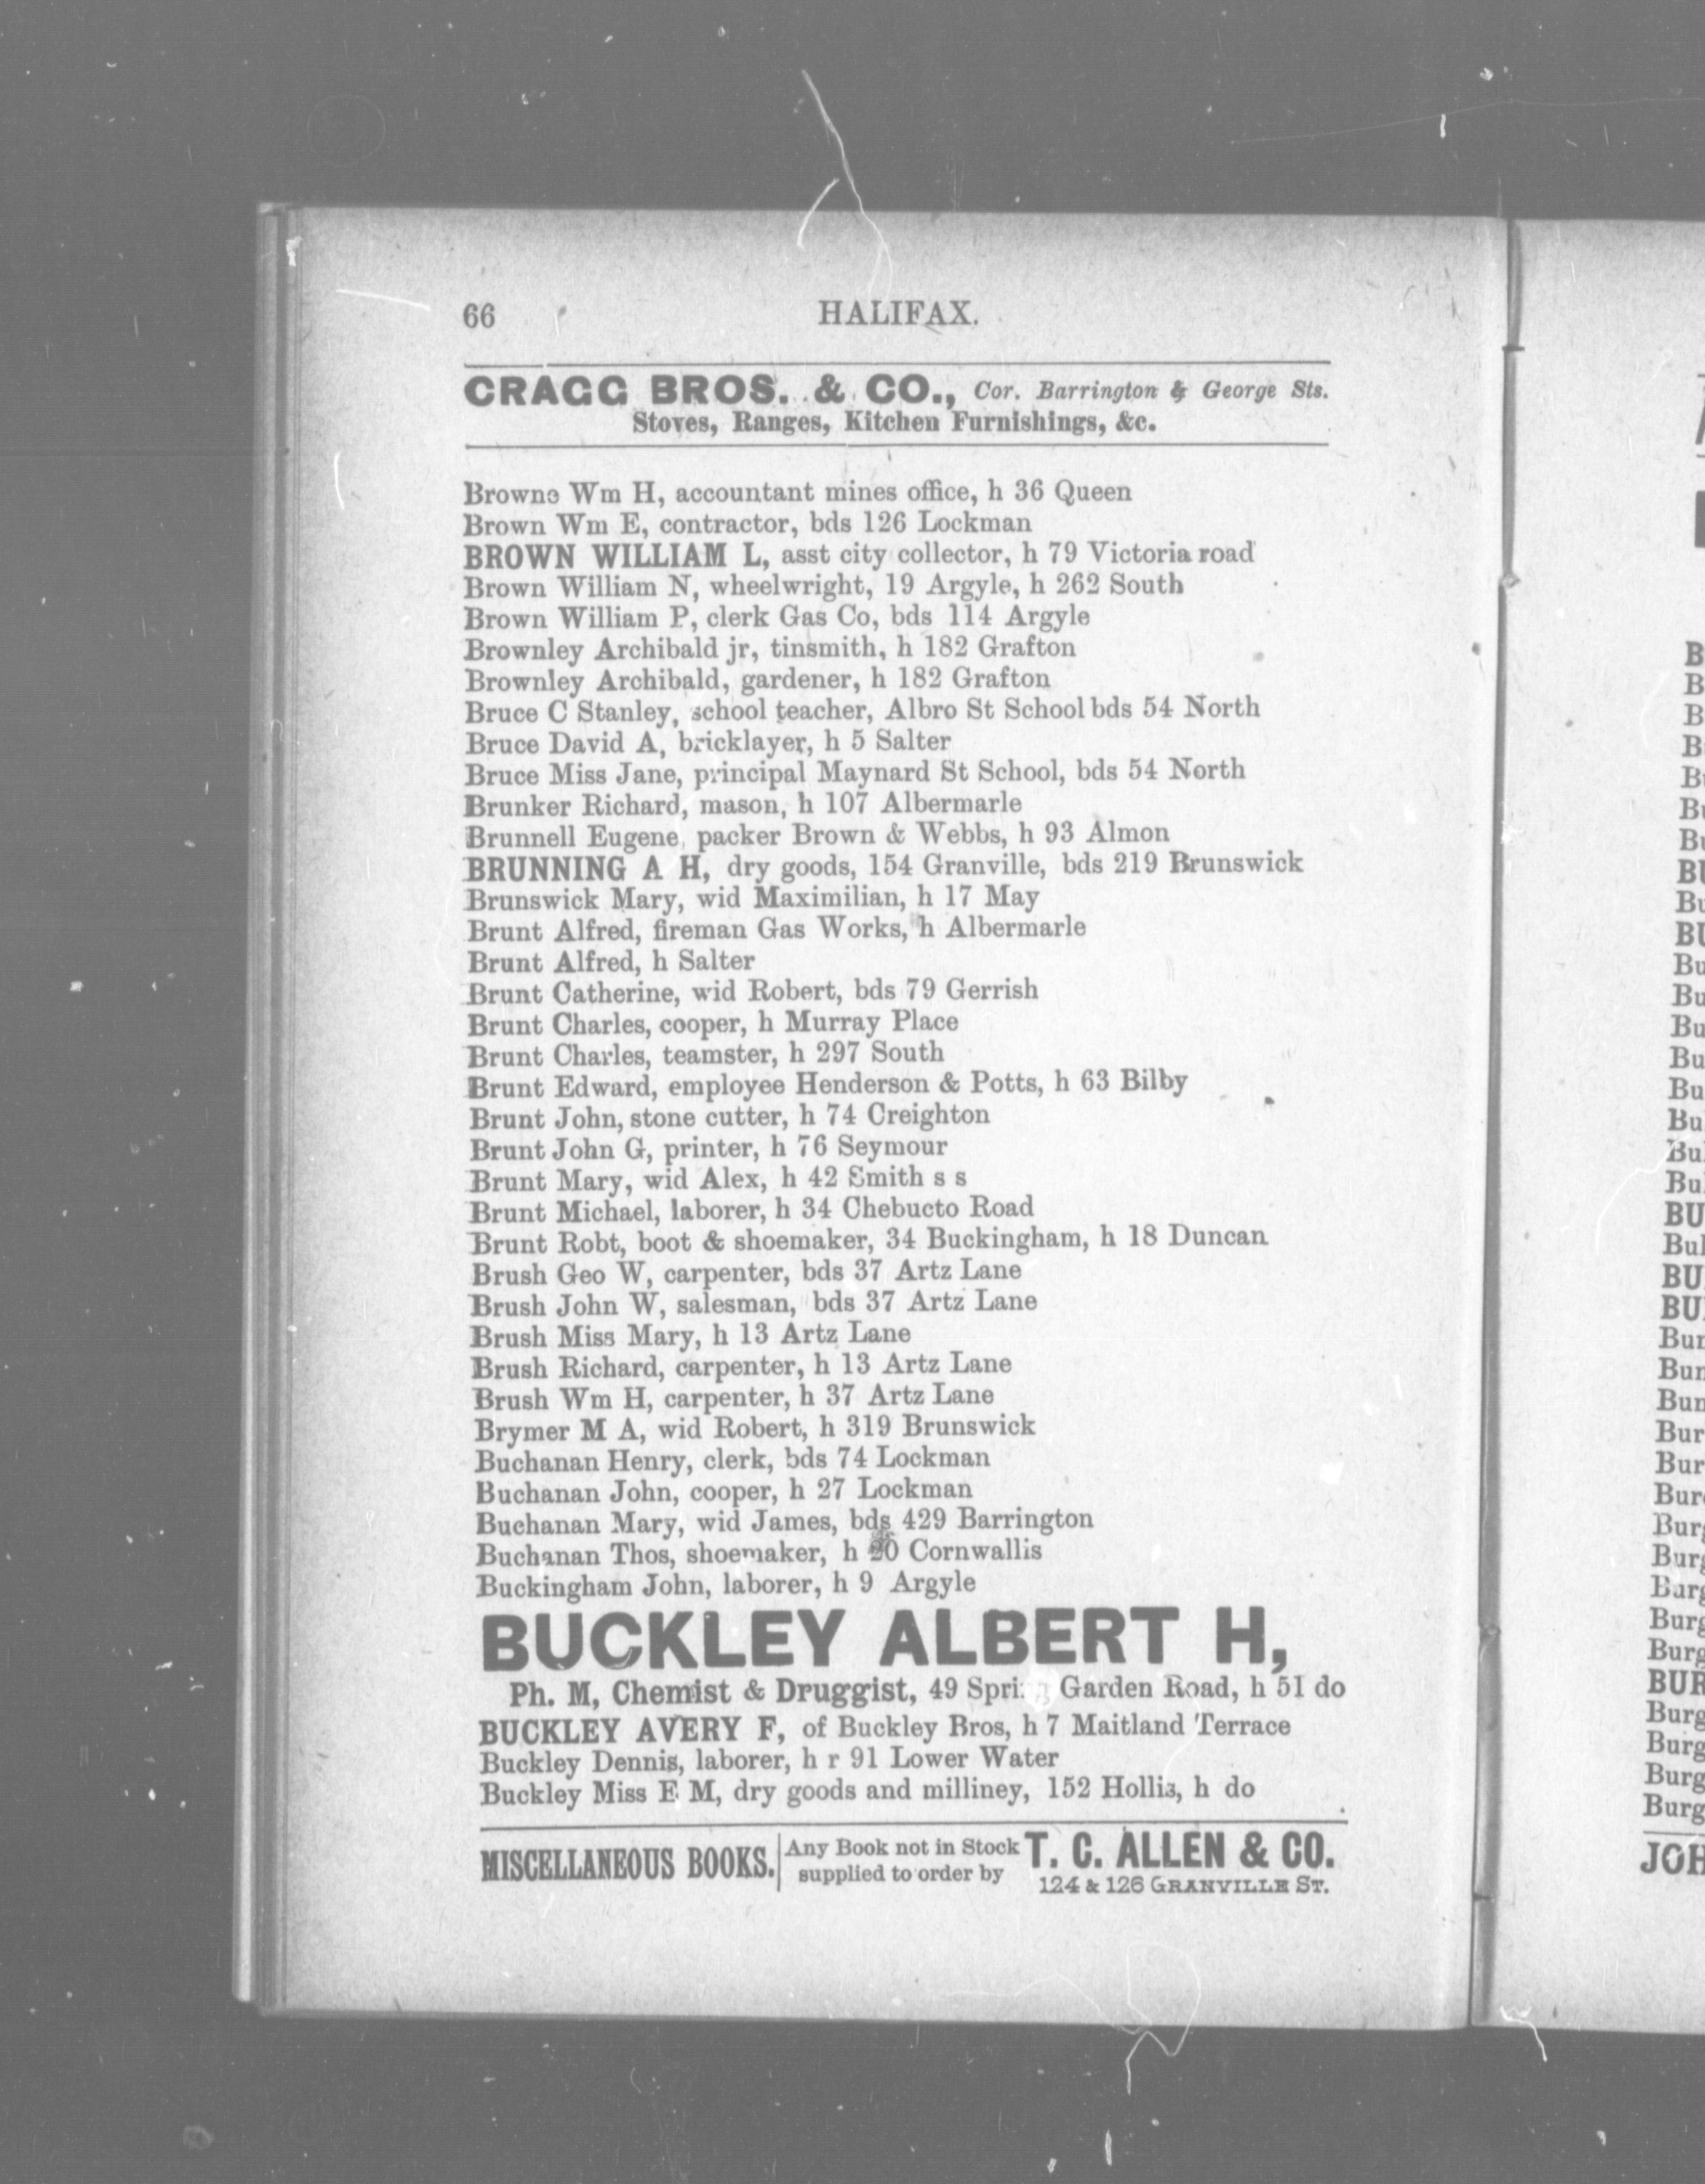 66 HALIFAX.
CRAGG BROS. & CO., Cor. Barrington & George Sts.
Stoves, Ranges, Kitchen Furnishings, &c.
Browne Wm H, accountant mines office, h 36 Queen
Brown Wm E, contractor, bds 126 Lockman
BROWN WILLIAM L, asst city collector, h 79 Victoria road
Brown William N, wheelwright, 19 Argyle, h 262 South
Brown William P, clerk Gas Co, bds 114 Argyle
Brownley Archibald jr, tinsmith, h 182 Grafton
Brownley Archibald, gardener, h 182 Grafton
Bruce C Stanley, school teacher, Albro St School bds 54 North
Bruce David A, bricklayer, h 5 Salter
Bruce Miss Jane, principal Maynard St School, bds 54 North
Brunker Richard, mason, h 107 Albermarle
Brunnell Eugene, packer Brown & Webbs, h 93 Almon
BRUNNING A H, dry goods, 154 Granville, bds 219 Brunswick
Brunswick Mary, wid Maximilian, h 17 May
Brunt Alfred, fireman Gas Works, h Albermarle
Brunt Alfred, h Salter
Brunt Catherine, wid Robert, bds 79 Gerrish
Brunt Charles, cooper, h Murray Place
Brunt Charles, teamster, h 297 South
Brunt Edward, employee Henderson & Potts, h 63 Bilby
Brunt John, stone cutter, h 74 Creighton
Brunt John G, printer, h 76 Seymour
Brunt Mary, wid Alex, h 42 Smith s s
Brunt Michael, laborer, h 34 Chebucto Road
Brunt Robt, boot & shoemaker, 34 Buckingham, h 18 Duncan
Brush Geo W, carpenter, bds 37 Artz Lane
Brush John W, salesman, bds 37 Artz Lane
Brush Miss Mary, h 13 Artz Lane
Brush Richard, carpenter, h 13 Artz Lane
Brush Wm H, carpenter, h 37 Artz Lane
Brymer M A, wid Robert, h 319 Brunswick
Buchanan Henry, clerk, bds 74 Lockman
Buchanan John, cooper, h 27 Lockman
Buchanan Mary, wid James, bds 429 Barrington
Buchanan Thos, shoemaker, h Cornwallis
Buckingham John, laborer, h 9 Argyle
BUCKLEY ALBERT H,
Ph. M, Chemist & Druggist, 49 Spring Garden Road, h 51 do
BUCKLEY AVERY F, of Buckley Bros, h 7 Maitland Terrace
Buckley Dennis, laborer, h r 91 Lower Water
Buckley Miss E M, dry goods and milliney, 152 Hollis, h do
MISCELLANEOUS BOOKS. Any Book not in Stock supplied to order by T. C. ALLEN & CO.
124 & 126 GRANVILLE ST.